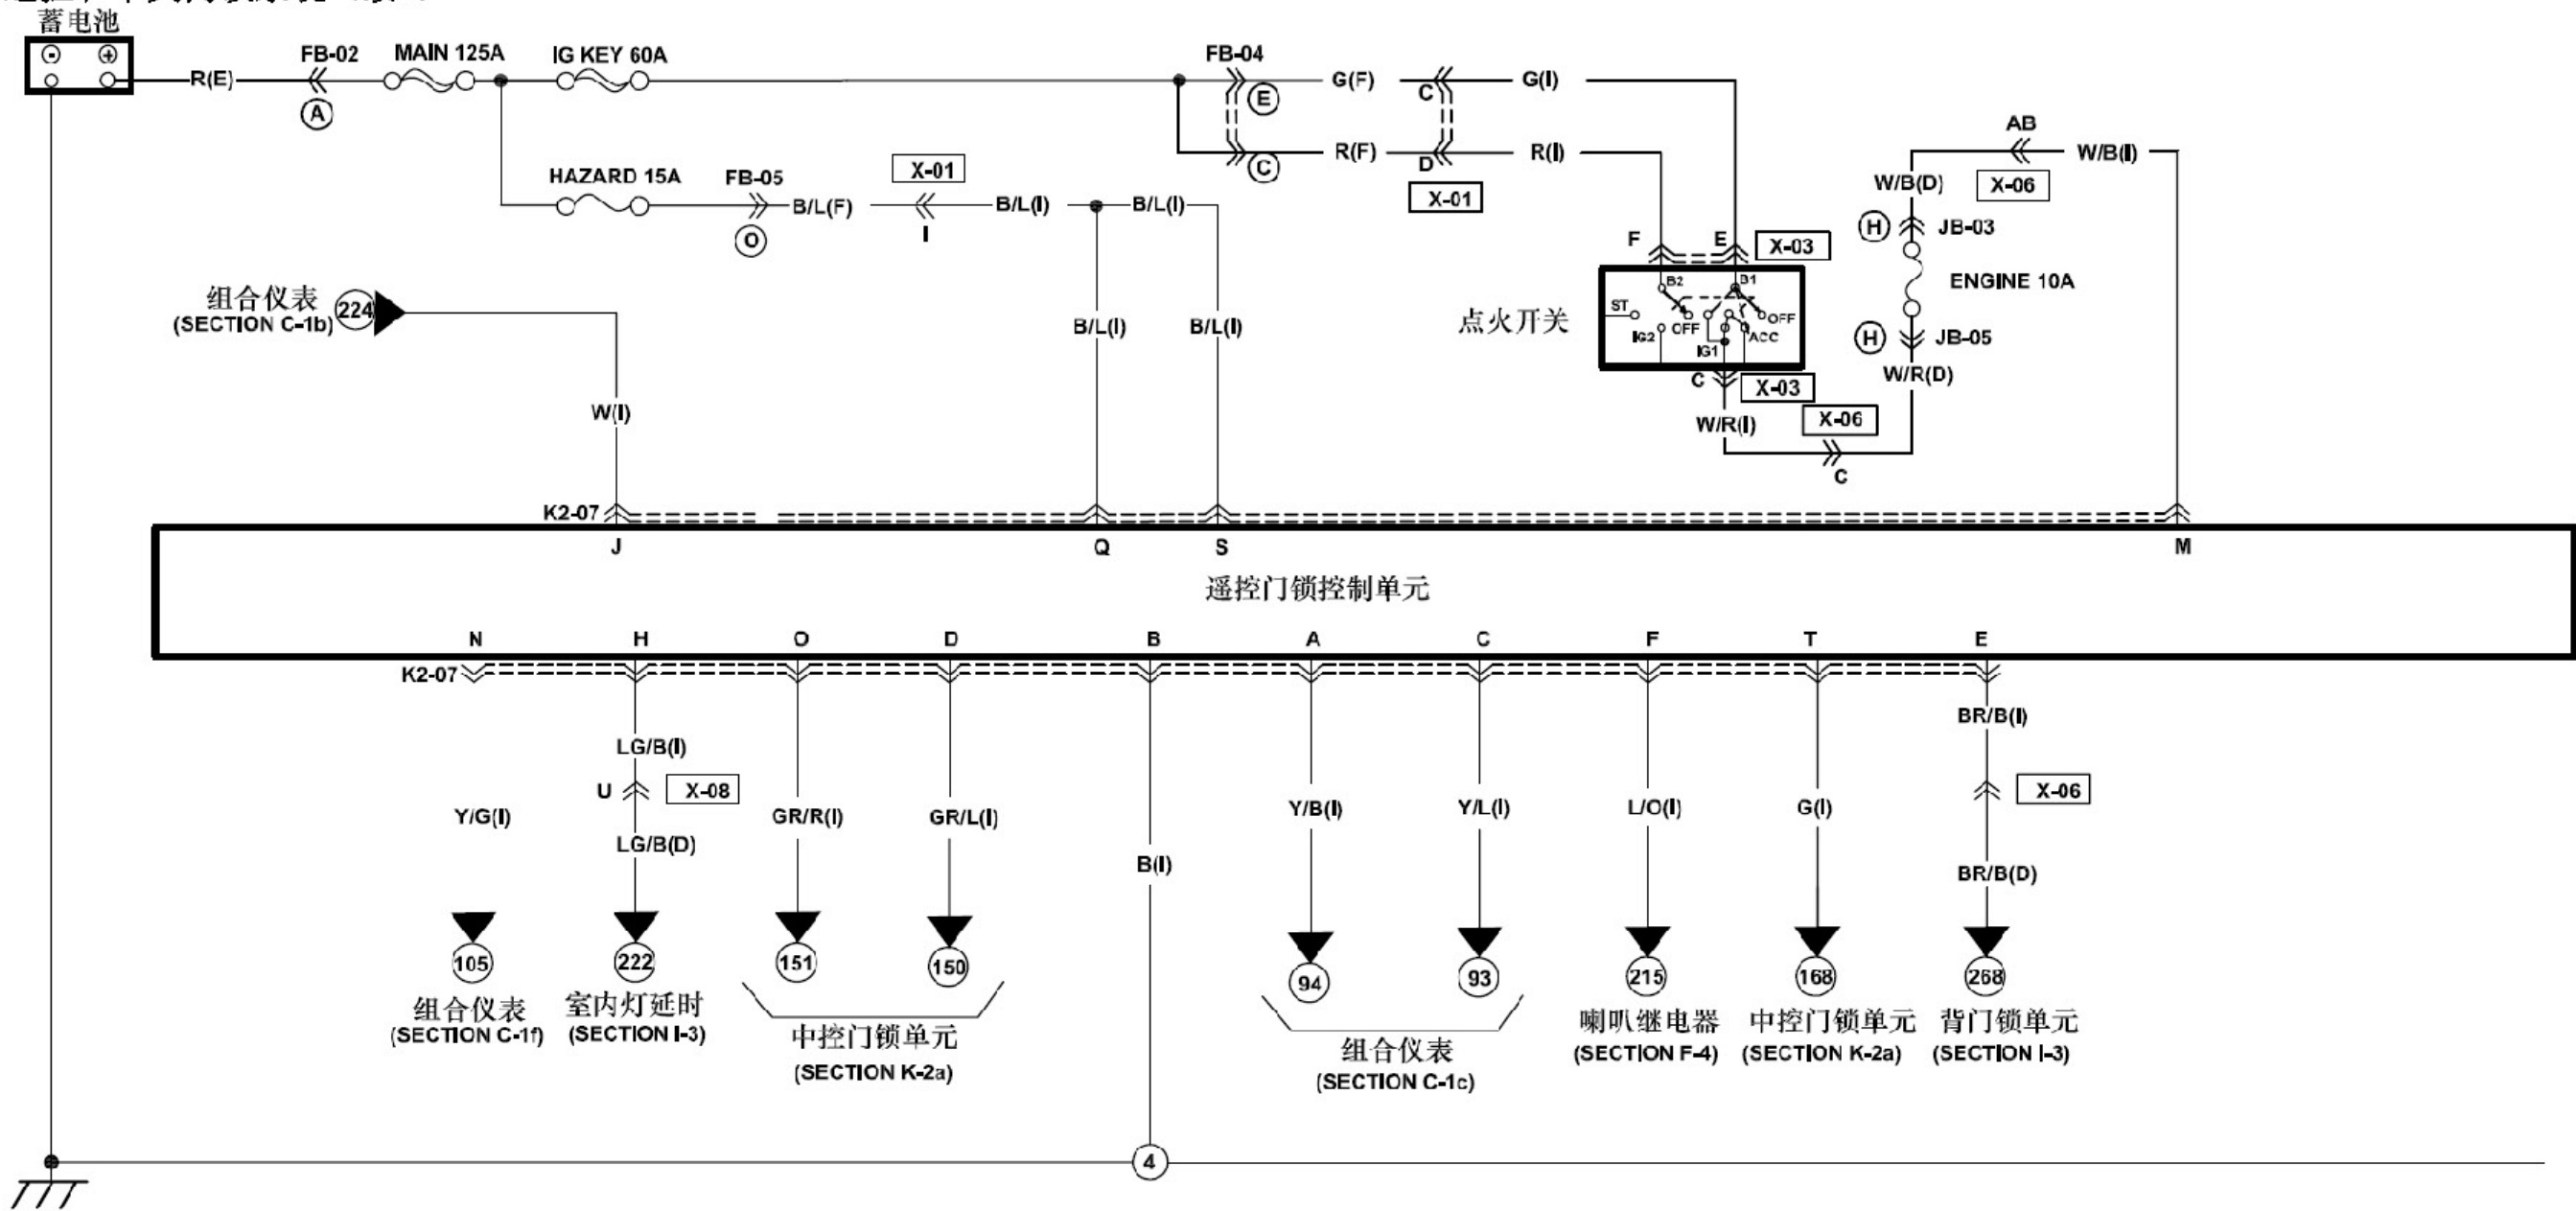 蓄电池
FB-02
MAIN 125A
IG KEY 60A
FB-04
R(E)
A
E
G(F)
C
G(I)
C
R(F)
D
R(I)
X-01
HAZARD 15A
FB-05
X-01
B/L(F)
O
I
B/L(I)
B/L(I)
AB
W/B(I)
W/B(D)
X-06
H
JB-03
ENGINE 10A
H
JB-05
W/R(D)
F
E
X-03
点火开关
B2
B1
ST
OFF
OFF
IG2
IG1
ACC
C
X-03
W/R(I)
X-06
C
组合仪表
(SECTION C-1b)
224
W(I)
B/L(I)
B/L(I)
K2-07
J
Q
S
M
遥控门锁控制单元
N
H
O
D
B
A
C
F
T
E
K2-07
Y/G(I)
LG/B(I)
U
X-08
LG/B(D)
GR/R(I)
GR/L(I)
B(I)
Y/B(I)
Y/L(I)
L/O(I)
G(I)
BR/B(I)
X-06
BR/B(D)
105
222
151
150
94
93
215
168
268
组合仪表
(SECTION C-1f)
室内灯延时
(SECTION I-3)
中控门锁单元
(SECTION K-2a)
组合仪表
(SECTION C-1c)
喇叭继电器
(SECTION F-4)
中控门锁单元
(SECTION K-2a)
背门锁单元
(SECTION I-3)
4